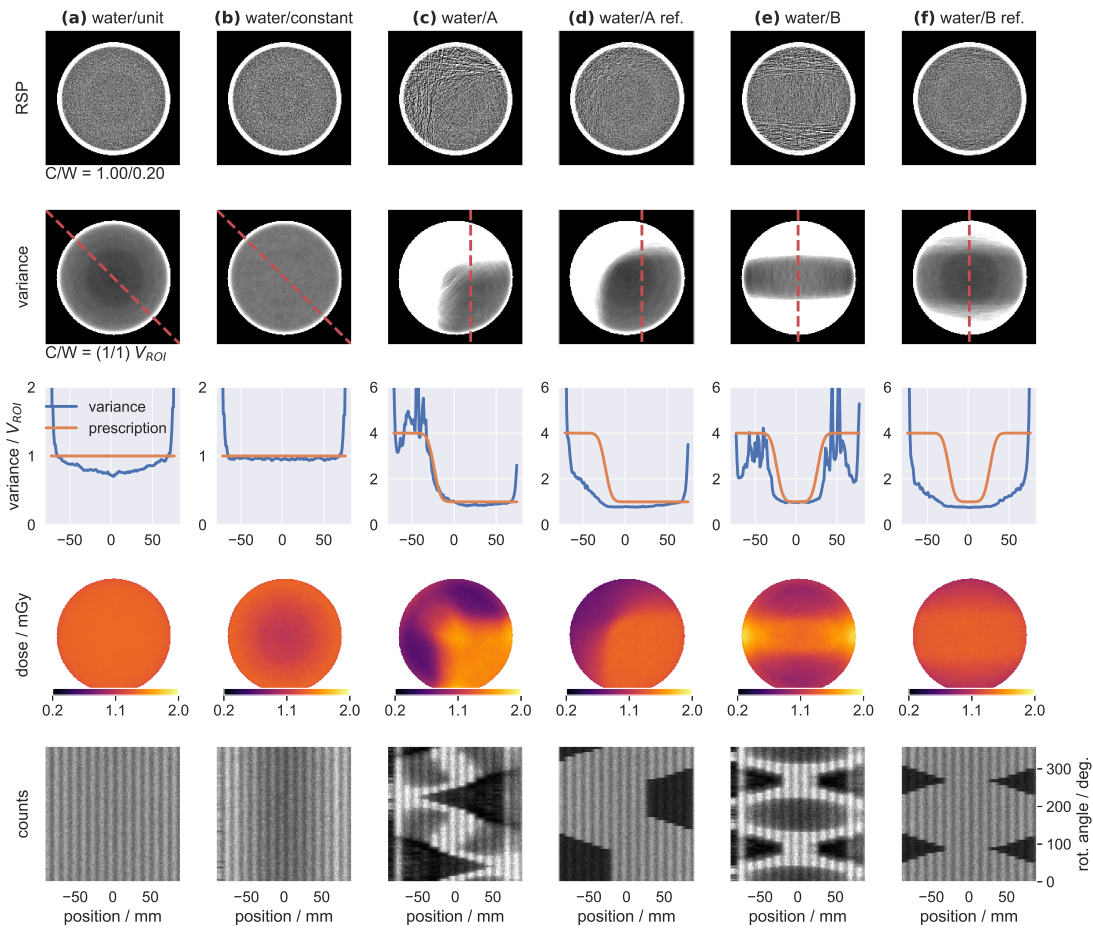 (a) water/unit (b) water/constant (c) water/A (d) water/A ref. (e) water/B (f) water/B ref.
RSP
C/W = 1.00/0.20
variance
C/W = (1/1) V_ROI
variance / V_ROI
2 2 6 6 6 6
variance
prescription
4 4 4 4
1 1
2 2 2 2
0 0 0 0 0 0
−50 0 50 −50 0 50 −50 0 50 −50 0 50 −50 0 50 −50 0 50
dose / mGy
0.2 1.1 2.0 0.2 1.1 2.0 0.2 1.1 2.0 0.2 1.1 2.0 0.2 1.1 2.0 0.2 1.1 2.0
counts
300
200
100
0
rot. angle / deg.
−50 0 50 −50 0 50 −50 0 50 −50 0 50 −50 0 50 −50 0 50
position / mm position / mm position / mm position / mm position / mm position / mm